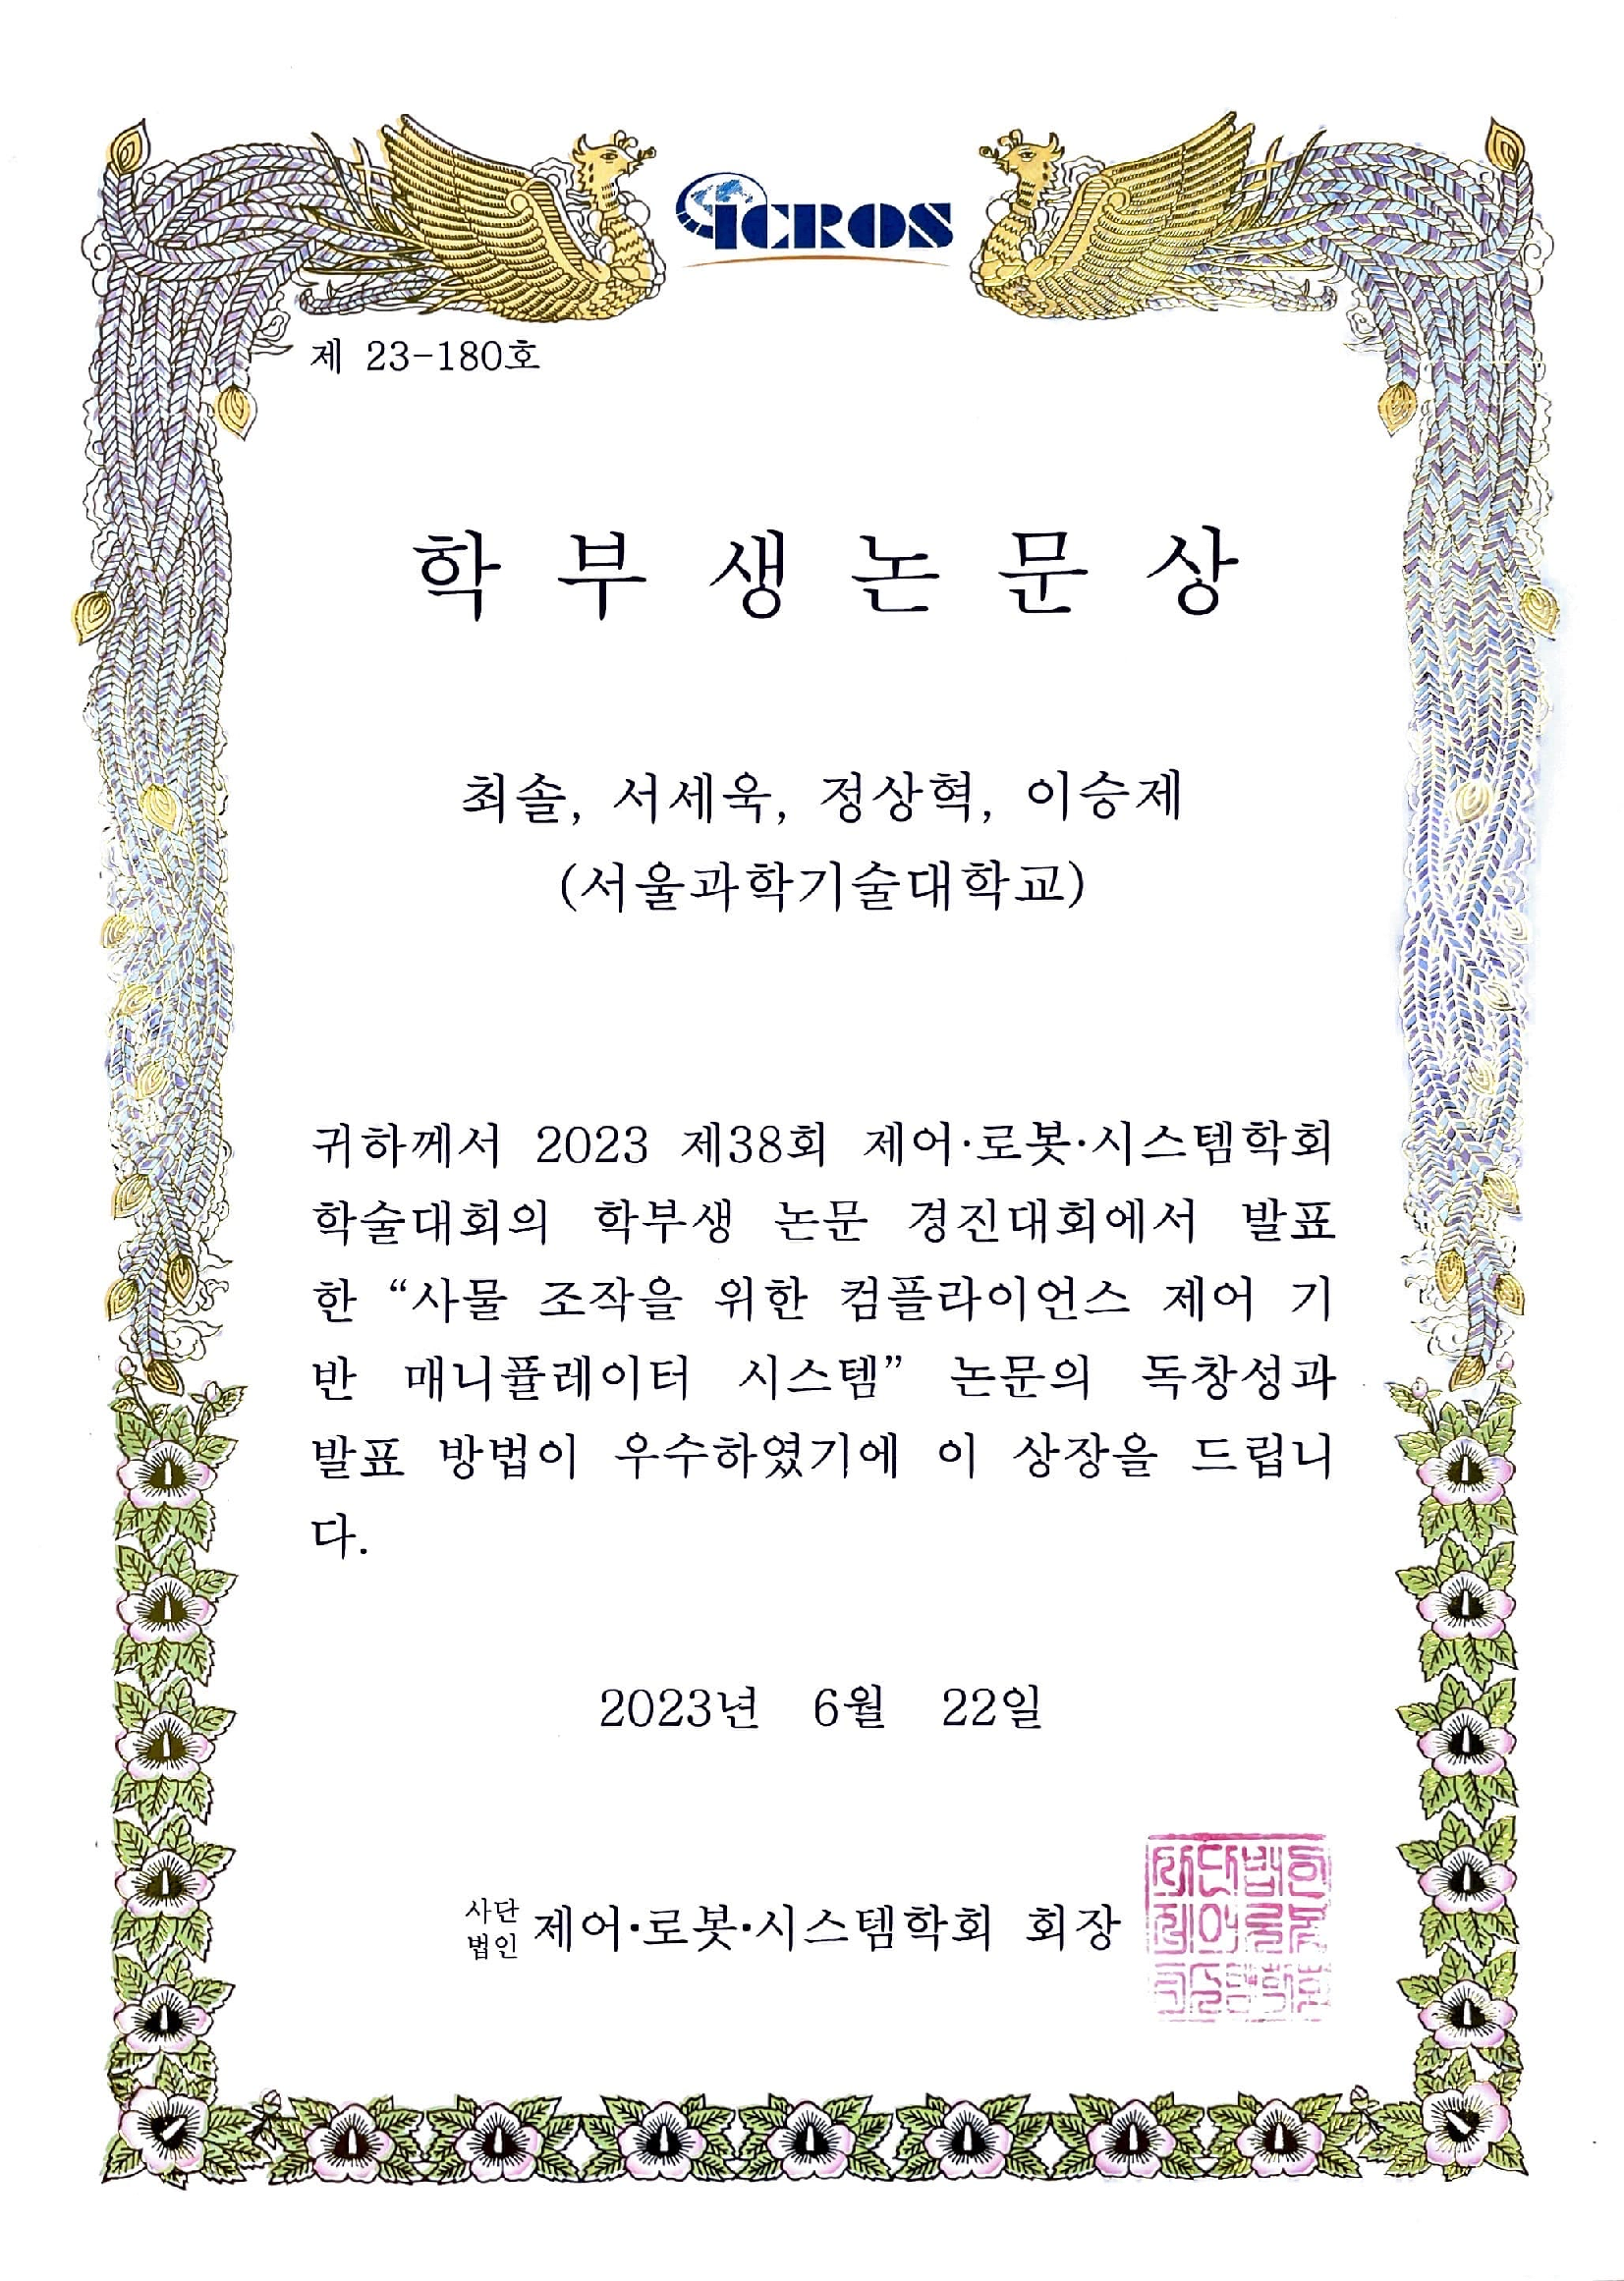 ICROS
제 23-180호
학부생논문상
최솔, 서세욱, 정상혁, 이승제
(서울과학기술대학교)
귀하께서 2023 제38회 제어·로봇·시스템학회
학술대회의 학부생 논문 경진대회에서 발표
한 “사물 조작을 위한 컴플라이언스 제어 기
반 매니퓰레이터 시스템” 논문의 독창성과
발표 방법이 우수하였기에 이 상장을 드립니
다.
2023년 6월 22일
사단
법인
제어·로봇·시스템학회 회장